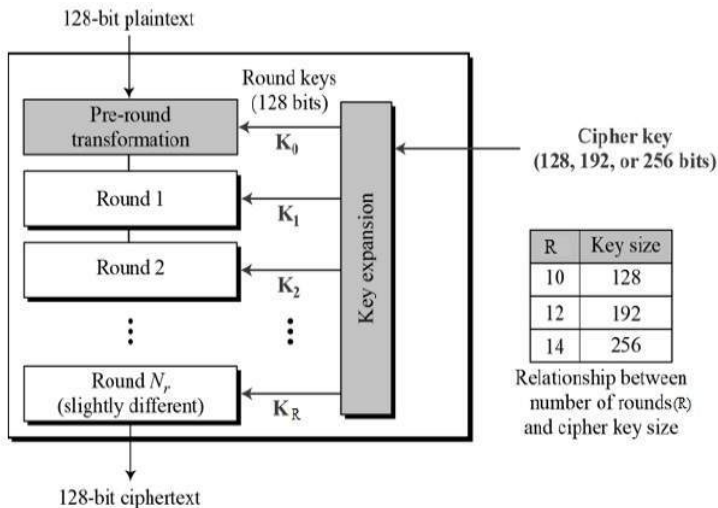 128-bit plaintext
Round keys
(128 bits)
Pre-round
transformation
K₀
Cipher key
(128, 192, or 256 bits)
Round 1
K₁
Key expansion
Round 2
K₂
Round Nᵣ
(slightly different)
K R
128-bit ciphertext
R Key size
10 128
12 192
14 256
Relationship between
number of rounds(R)
and cipher key size